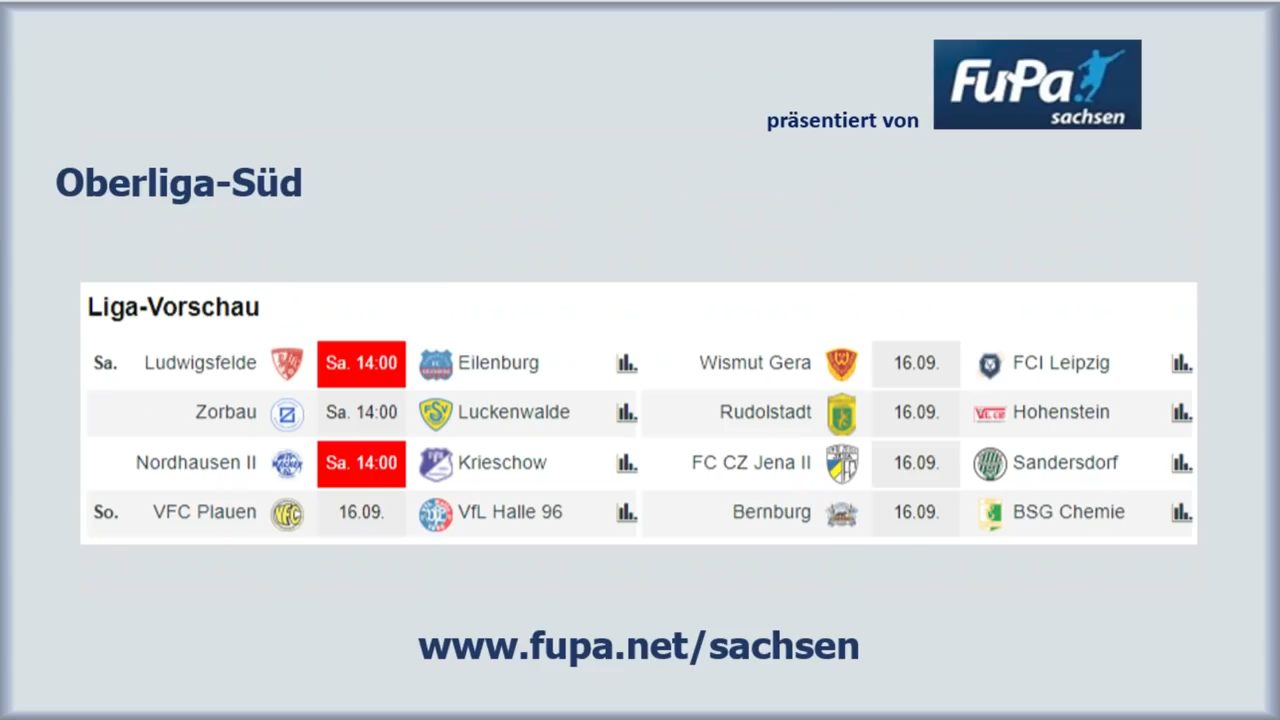 FuPa
sachsen
präsentiert von
Oberliga-Süd
Liga-Vorschau
Sa. Ludwigsfelde Sa. 14:00 Eilenburg Wismut Gera 16.09. FCI Leipzig
Zorbau Sa. 14:00 Luckenwalde Rudolstadt 16.09. Hohenstein
Nordhausen II Sa. 14:00 Krieschow FC CZ Jena II 16.09. Sandersdorf
So. VFC Plauen 16.09. VfL Halle 96 Bernburg 16.09. BSG Chemie
www.fupa.net/sachsen